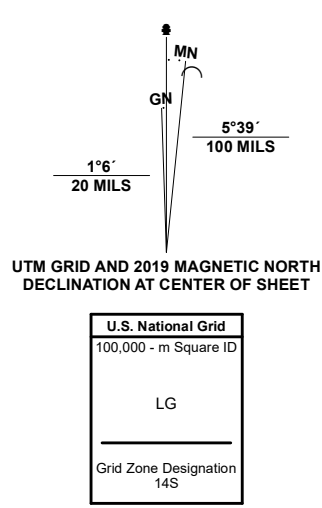 MN
GN
5°39´
100 MILS
1°6´
20 MILS
UTM GRID AND 2019 MAGNETIC NORTH
DECLINATION AT CENTER OF SHEET
U.S. National Grid
100,000 - m Square ID
LG
Grid Zone Designation
14S